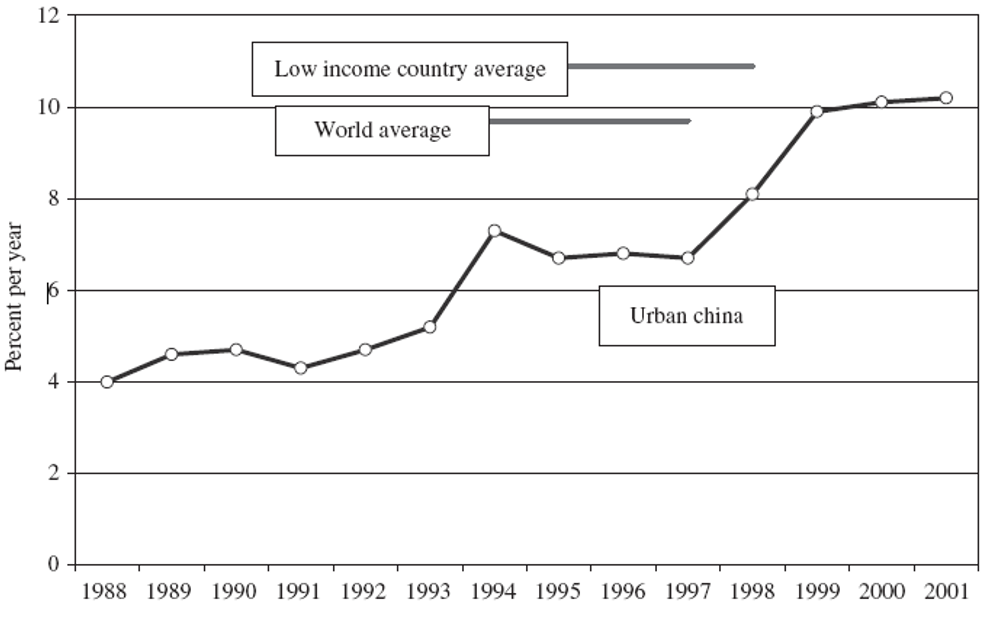 12
Low income country average
10
World average
8
Percent per year
6
Urban china
4
2
0
1988 1989 1990 1991 1992 1993 1994 1995 1996 1997 1998 1999 2000 2001